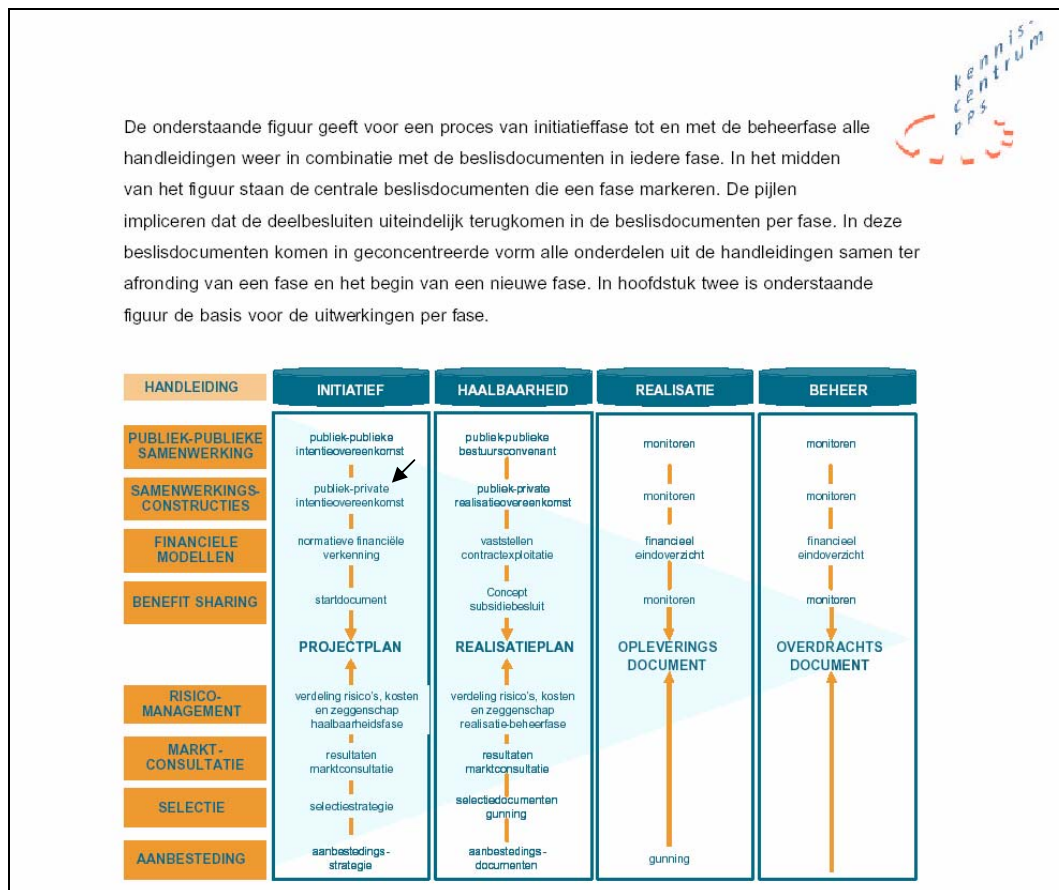 kennis-
centrum
pps
De onderstaande figuur geeft voor een proces van initiatieffase tot en met de beheerfase alle
handleidingen weer in combinatie met de beslisdocumenten in iedere fase. In het midden
van het figuur staan de centrale beslisdocumenten die een fase markeren. De pijlen
impliceren dat de deelbesluiten uiteindelijk terugkomen in de beslisdocumenten per fase. In deze
beslisdocumenten komen in geconcentreerde vorm alle onderdelen uit de handleidingen samen ter
afronding van een fase en het begin van een nieuwe fase. In hoofdstuk twee is onderstaande
figuur de basis voor de uitwerkingen per fase.
HANDLEIDING INITIATIEF HAALBAARHEID REALISATIE BEHEER
PUBLIEK-PUBLIEKE publiek-publieke publiek-publieke monitoren monitoren
SAMENWERKING intentieovereenkomst bestuursconvenant
SAMENWERKINGS- publiek-private publiek-private monitoren monitoren
CONSTRUCTIES intentieovereenkomst realisatieovereenkomst
FINANCIELE normatieve financiële vaststellen financieel financieel
MODELLEN verkenning contractexploitatie eindoverzicht eindoverzicht
BENEFIT SHARING startdocument Concept monitoren monitoren
subsidiebesluit
PROJECTPLAN REALISATIEPLAN OPLEVERINGS OVERDRACHTS
DOCUMENT DOCUMENT
RISICO- verdeling risico's, kosten verdeling risico's, kosten
MANAGEMENT en zeggenschap en zeggenschap
haalbaarheidsfase realisatie-beheerfase
MARKT- resultaten resultaten
CONSULTATIE marktconsultatie marktconsultatie
SELECTIE selectiestrategie selectiedocumenten
gunning
AANBESTEDING aanbestedings- aanbestedings- gunning
strategie documenten